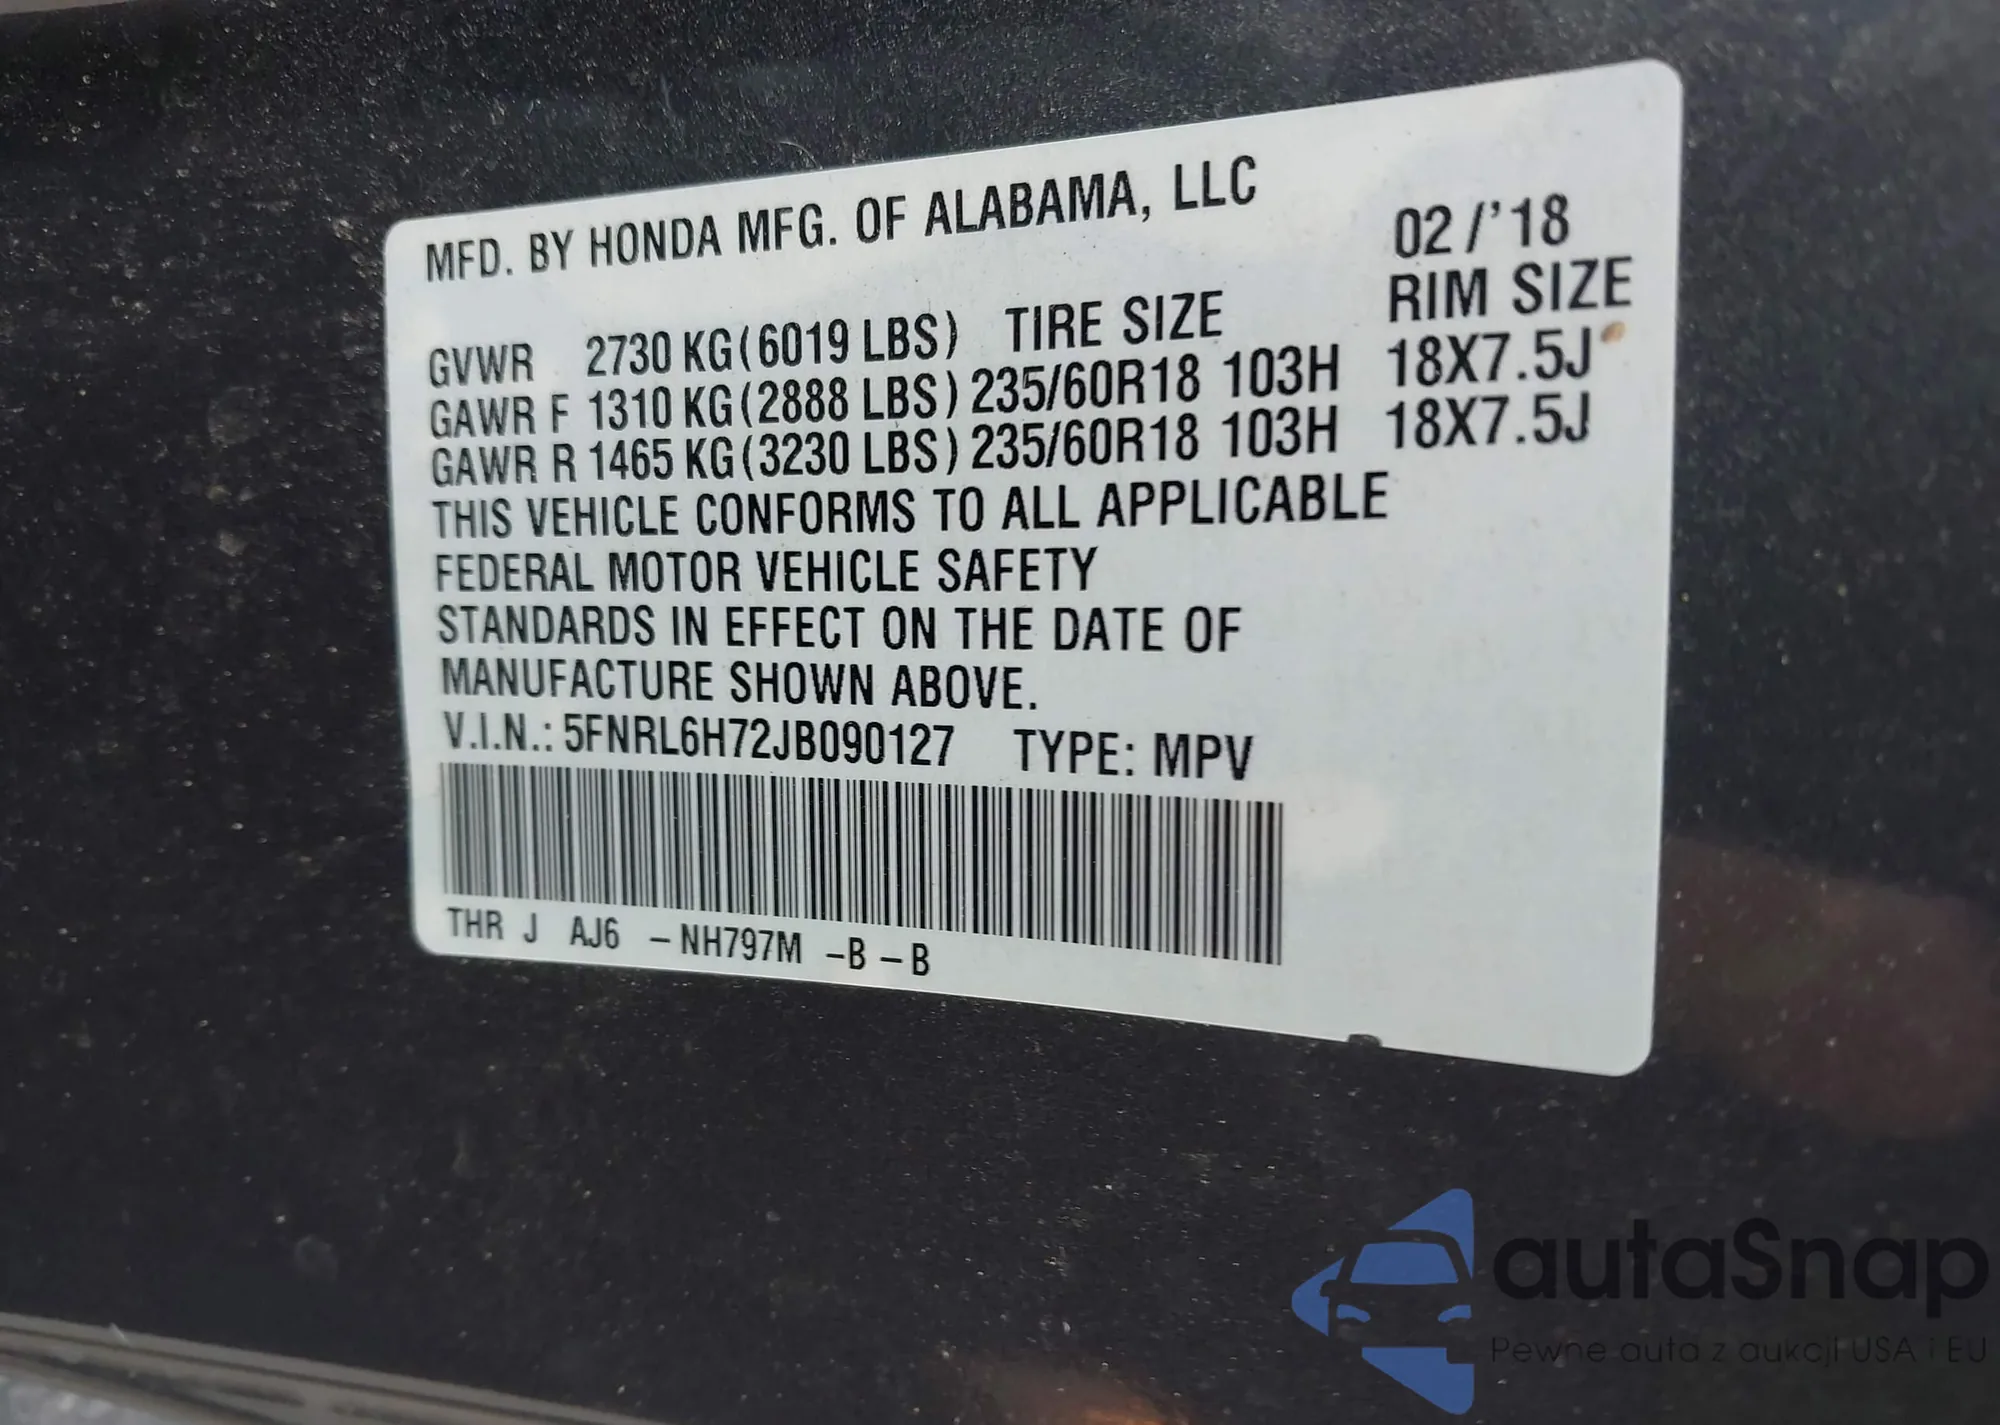 MFD. BY HONDA MFG. OF ALABAMA, LLC 02/'18
RIM SIZE
GVWR 2730 KG(6019 LBS) TIRE SIZE
GAWR F 1310 KG(2888 LBS) 235/60R18 103H 18X7.5J
GAWR R 1465 KG(3230 LBS) 235/60R18 103H 18X7.5J
THIS VEHICLE CONFORMS TO ALL APPLICABLE
FEDERAL MOTOR VEHICLE SAFETY
STANDARDS IN EFFECT ON THE DATE OF
MANUFACTURE SHOWN ABOVE.
V.I.N.: 5FNRL6H72JB090127 TYPE: MPV
THR J AJ6 -NH797M -B -B
autaSnap
Pewne auta z aukcji USA i EU